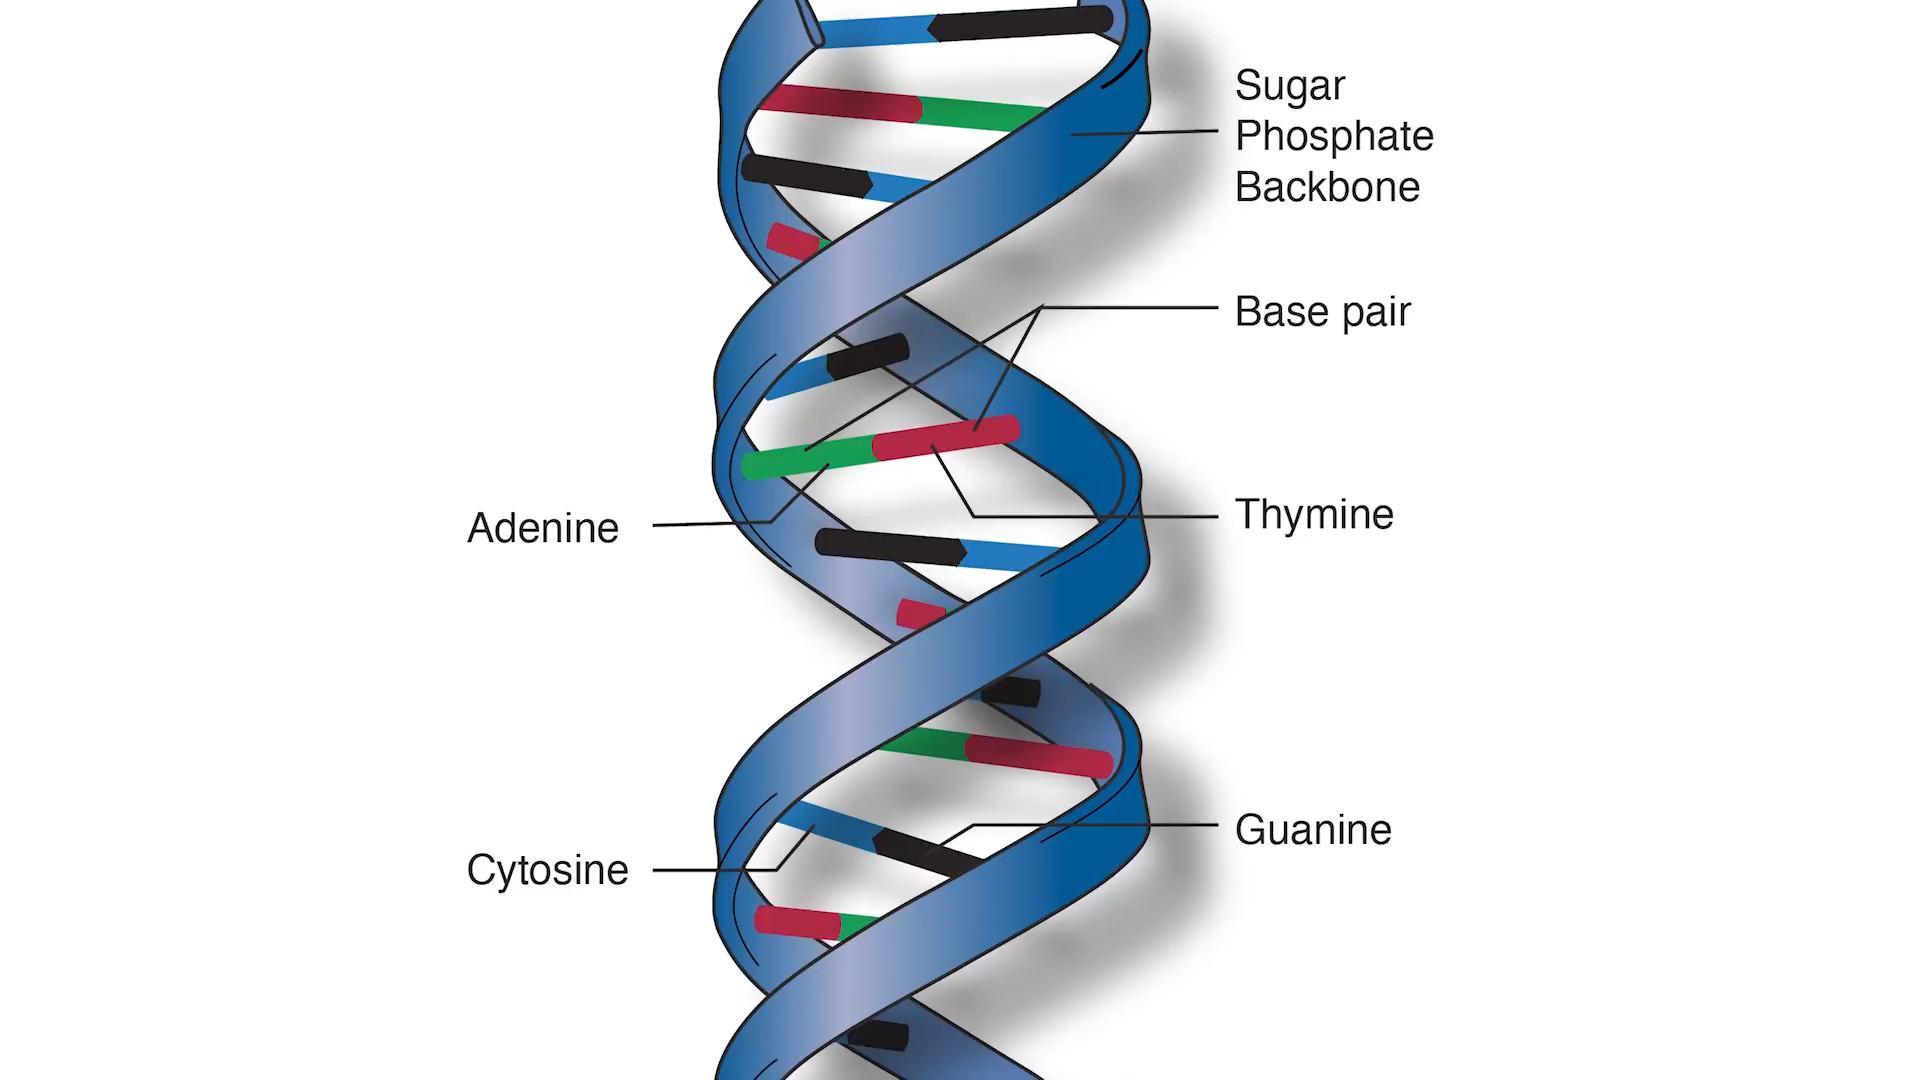 Sugar
Phosphate
Backbone
Base pair
Adenine
Thymine
Cytosine
Guanine